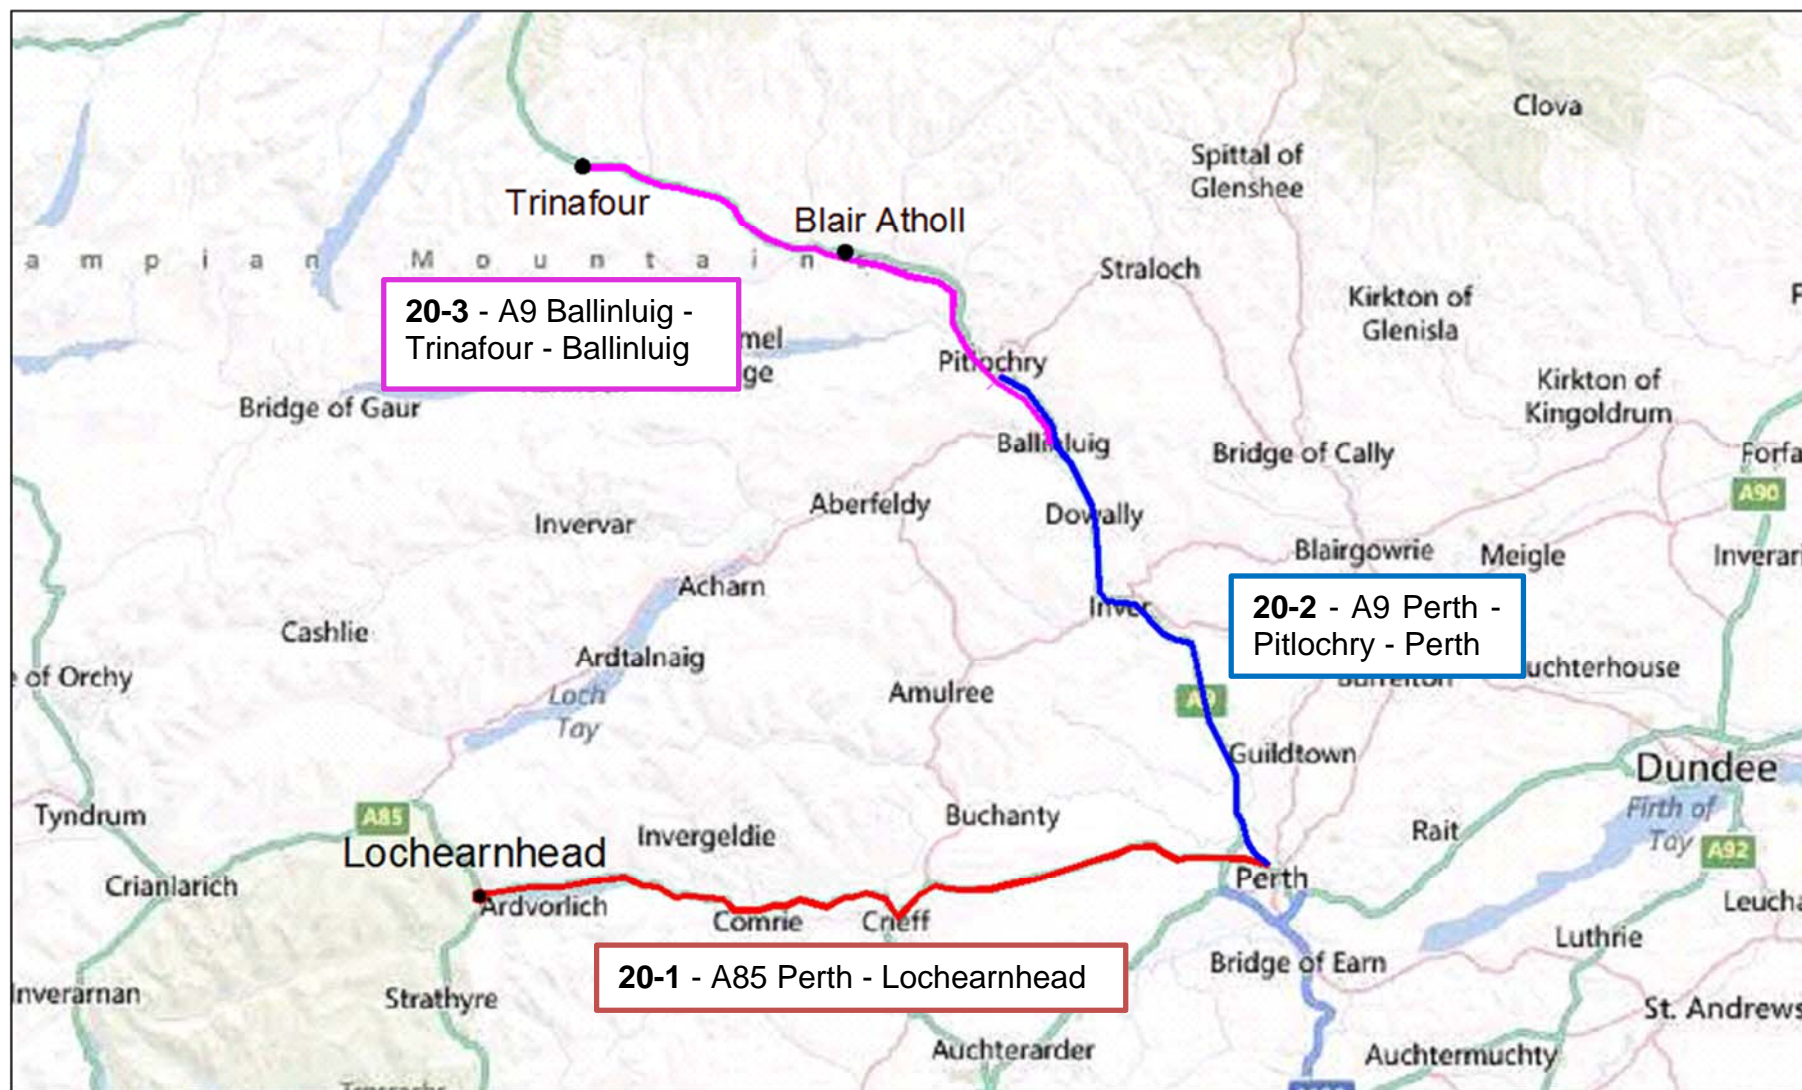 Clova
Spittal of
Glenshee
Trinafour
Blair Atholl
a m p i a n M o u n t a i n
Straloch
20-3 - A9 Ballinluig -
Trinafour - Ballinluig
Kirkton of
Glenisla
Pitlochry
Bridge of Gaur
Kirkton of
Kingoldrum
Ballinluig
Bridge of Cally
Forfa
A90
Aberfeldy
Dowally
Invervar
Blairgowrie
Meigle
Inverari
Acharn
Inver
20-2 - A9 Perth -
Pitlochry - Perth
Cashlie
Ardtalnaig
e of Orchy
uchterhouse
Loch
Tay
Amulree
A9
Guildtown
Dundee
Firth of
Tay
Tyndrum
A85
Buchanty
Rait
Invergeldie
Lochearnhead
A92
Crianlarich
Perth
Ardvorlich
Comrie
Crieff
Leucha
Luthrie
Bridge of Earn
20-1 - A85 Perth - Lochearnhead
Inverarnan
Strathyre
St. Andrews
Auchterarder
Auchtermuchty